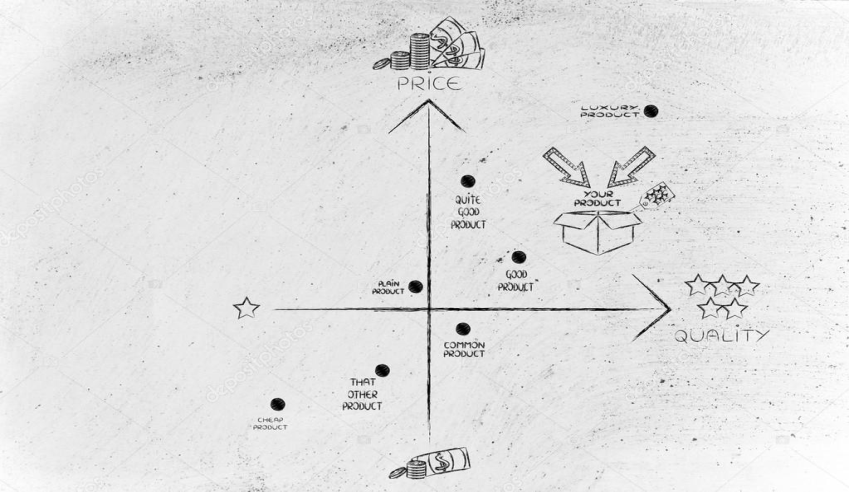 PRICE
LUXURY
PRODUCT
YOUR
PRODUCT
QUITE
GOOD
PRODUCT
GOOD
PRODUCT
PLAIN
PRODUCT
QUALITY
COMMON
PRODUCT
THAT
OTHER
PRODUCT
CHEAP
PRODUCT